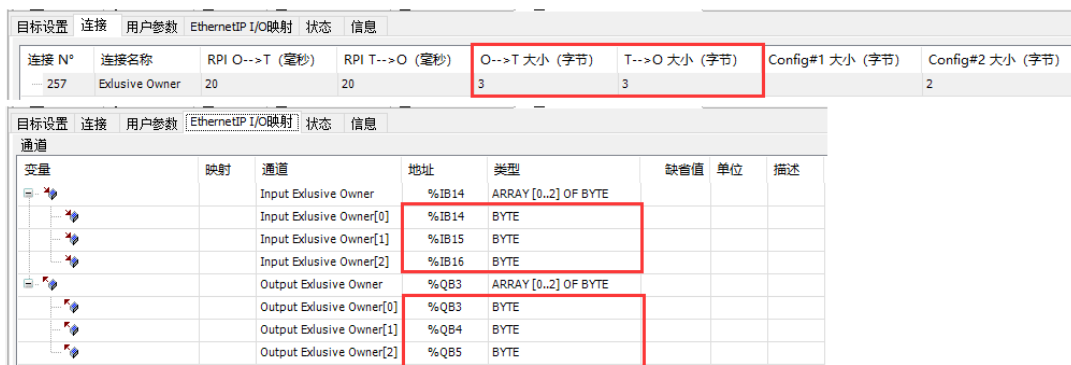 目标设置 连接 用户参数 EthernetIP I/O映射 状态 信息
连接 N° 连接名称 RPI O-->T (毫秒) RPI T-->O (毫秒) O-->T 大小 (字节) T-->O 大小 (字节) Config#1 大小 (字节) Config#2 大小 (字节)
257 Exlusive Owner 20 20 3 3 2
目标设置 连接 用户参数 EthernetIP I/O映射 状态 信息
通道
变量 映射 通道 地址 类型 缺省值 单位 描述
Input Exlusive Owner %IB14 ARRAY [0..2] OF BYTE
Input Exlusive Owner[0] %IB14 BYTE
Input Exlusive Owner[1] %IB15 BYTE
Input Exlusive Owner[2] %IB16 BYTE
Output Exlusive Owner %QB3 ARRAY [0..2] OF BYTE
Output Exlusive Owner[0] %QB3 BYTE
Output Exlusive Owner[1] %QB4 BYTE
Output Exlusive Owner[2] %QB5 BYTE